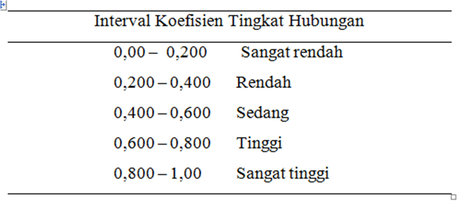 Interval Koefisien Tingkat Hubungan
0,00 – 0,200 Sangat rendah
0,200 – 0,400 Rendah
0,400 – 0,600 Sedang
0,600 – 0,800 Tinggi
0,800 – 1,00 Sangat tinggi